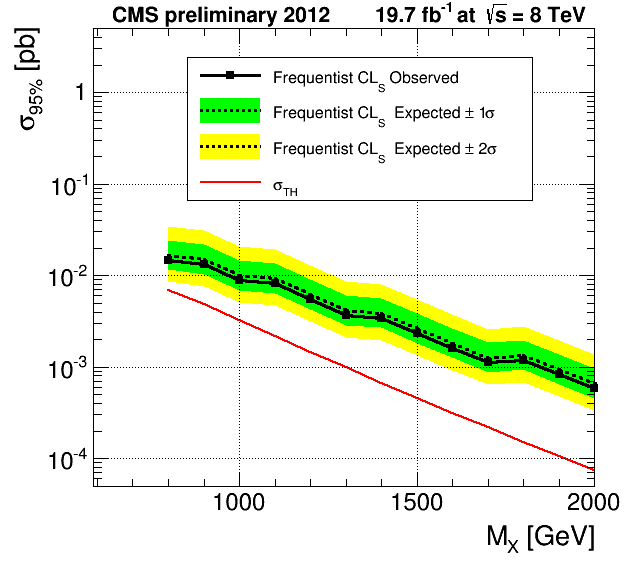 CMS preliminary 2012 19.7 fb⁻¹ at √s = 8 TeV
σ95% [pb]
Frequentist CLS Observed
Frequentist CLS Expected ± 1σ
Frequentist CLS Expected ± 2σ
σTH
1
10⁻¹
10⁻²
10⁻³
10⁻⁴
1000 1500 2000
MX [GeV]